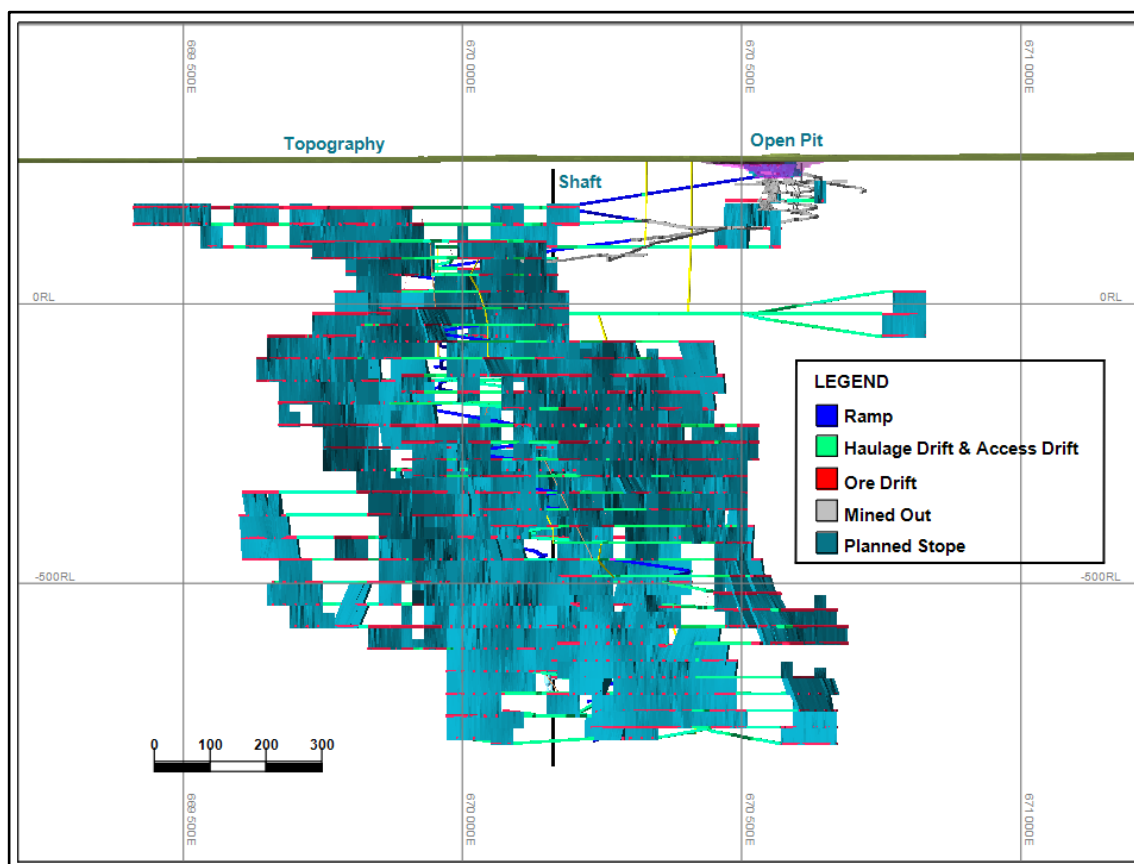 669 500E
670 000E
670 500E
671 000E
Topography
Open Pit
Shaft
0RL
0RL
LEGEND
Ramp
Haulage Drift & Access Drift
Ore Drift
Mined Out
Planned Stope
-500RL
-500RL
0 100 200 300
669 500E
670 000E
670 500E
671 000E